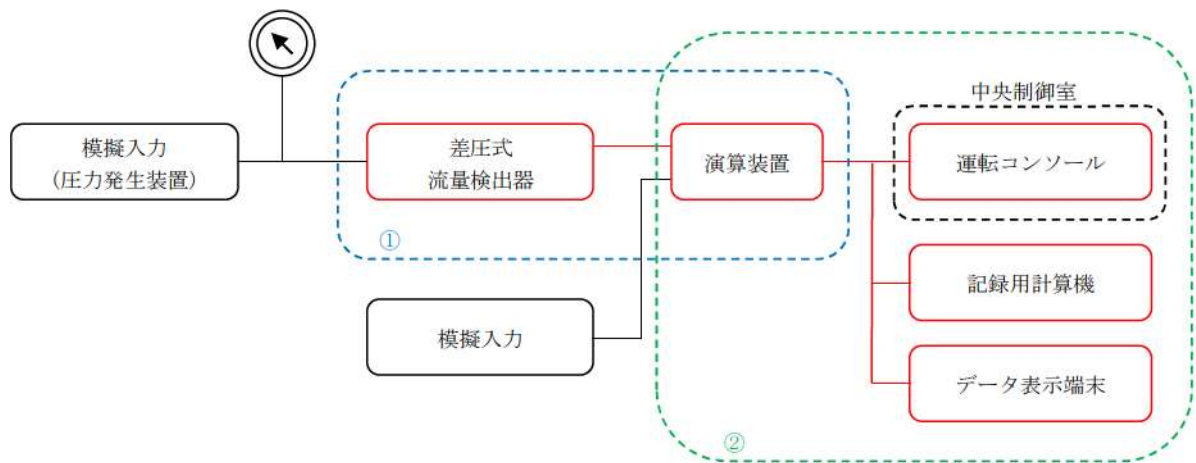 中央制御室
模擬入力
（圧力発生装置）
差圧式
流量検出器
演算装置
運転コンソール
①
記録用計算機
模擬入力
データ表示端末
②